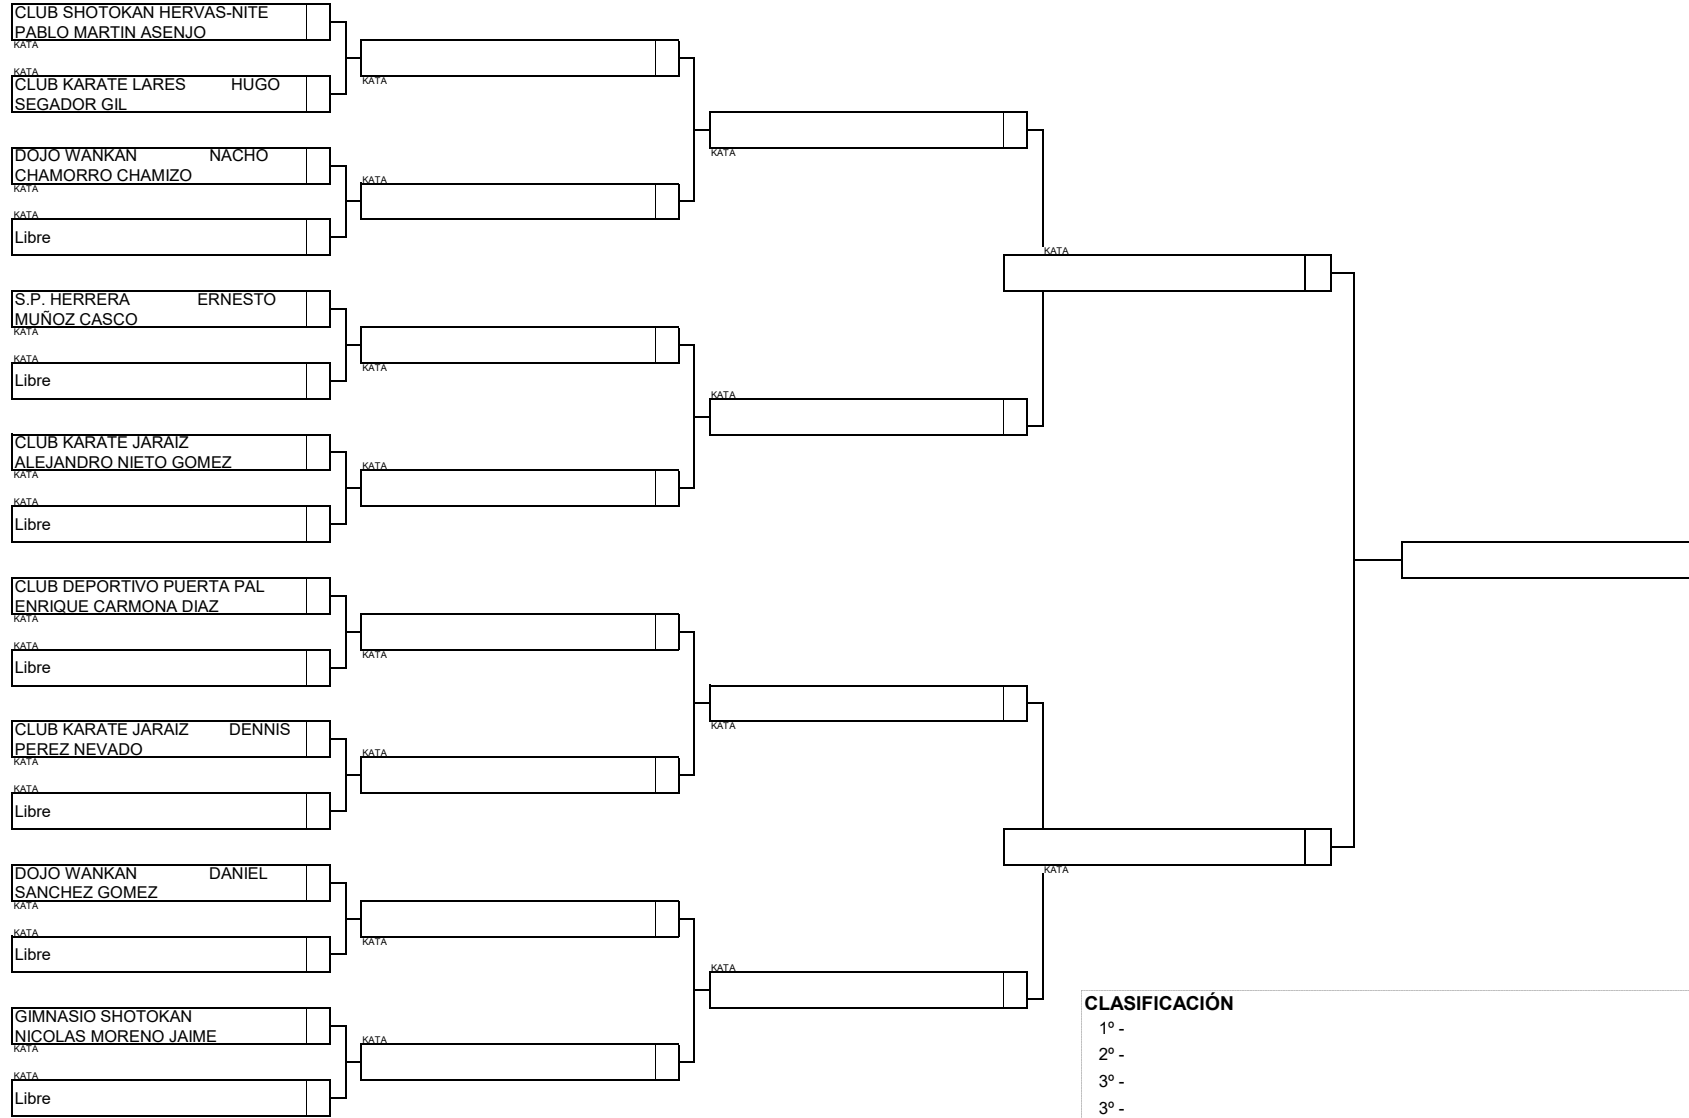 CLUB SHOTOKAN HERVAS-NITE
PABLO MARTIN ASENJO
KATA
KATA
CLUB KARATE LARES HUGO
SEGADOR GIL
DOJO WANKAN NACHO
CHAMORRO CHAMIZO
KATA
KATA
Libre
S.P. HERRERA ERNESTO
MUÑOZ CASCO
KATA
KATA
Libre
CLUB KARATE JARAIZ
ALEJANDRO NIETO GOMEZ
KATA
KATA
Libre
CLUB DEPORTIVO PUERTA PAL
ENRIQUE CARMONA DIAZ
KATA
KATA
Libre
CLUB KARATE JARAIZ DENNIS
PEREZ NEVADO
KATA
KATA
Libre
DOJO WANKAN DANIEL
SANCHEZ GOMEZ
KATA
KATA
Libre
GIMNASIO SHOTOKAN
NICOLAS MORENO JAIME
KATA
KATA
Libre
KATA
KATA
KATA
KATA
KATA
KATA
KATA
KATA
KATA
KATA
KATA
KATA
KATA
KATA
CLASIFICACIÓN
1º -
2º -
3º -
3º -